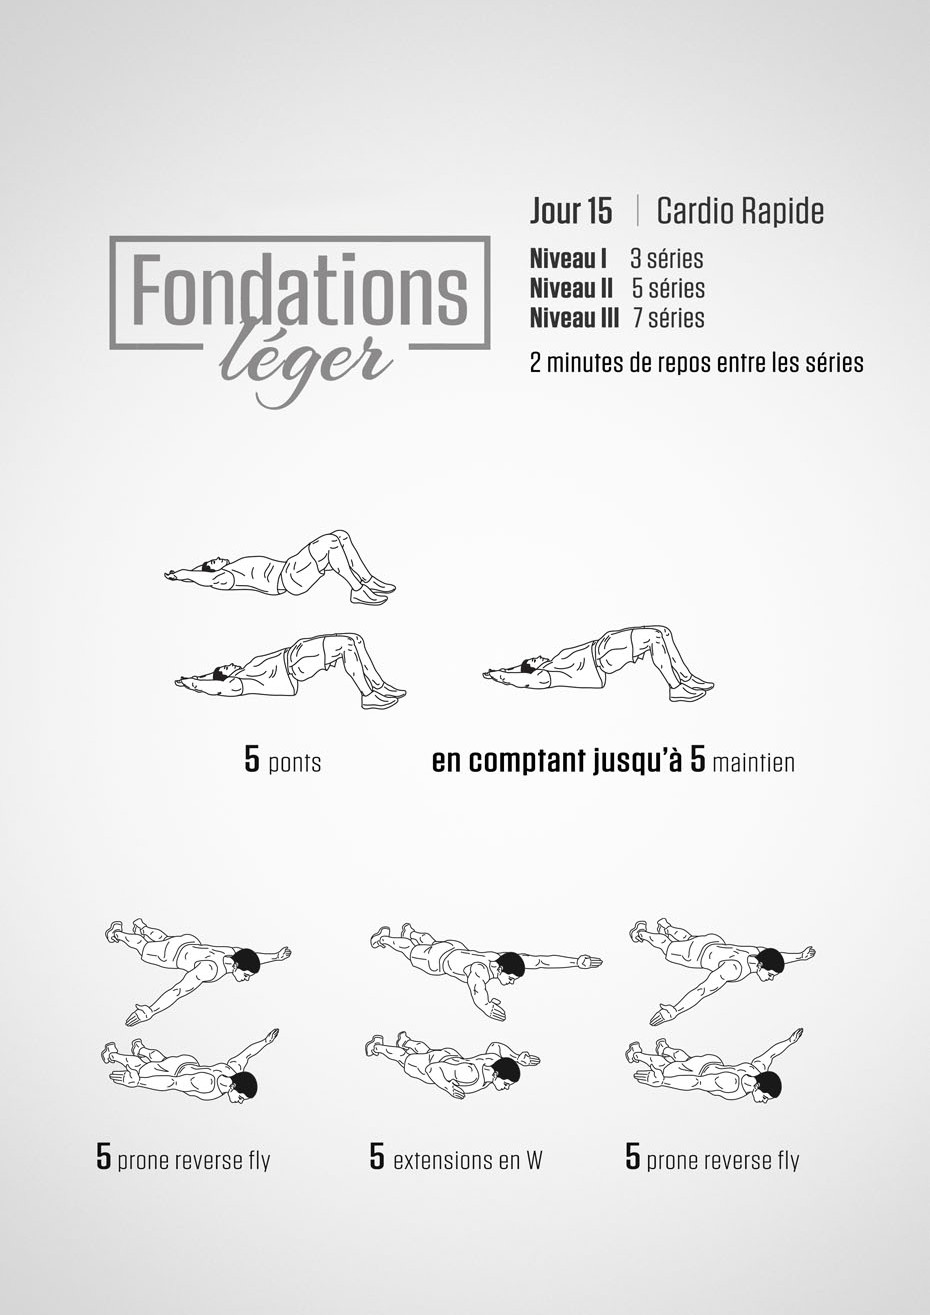 Fondations
léger
Jour 15 | Cardio Rapide
Niveau I 3 séries
Niveau II 5 séries
Niveau III 7 séries
2 minutes de repos entre les séries
5 ponts
en comptant jusqu'à 5 maintien
5 prone reverse fly
5 extensions en W
5 prone reverse fly